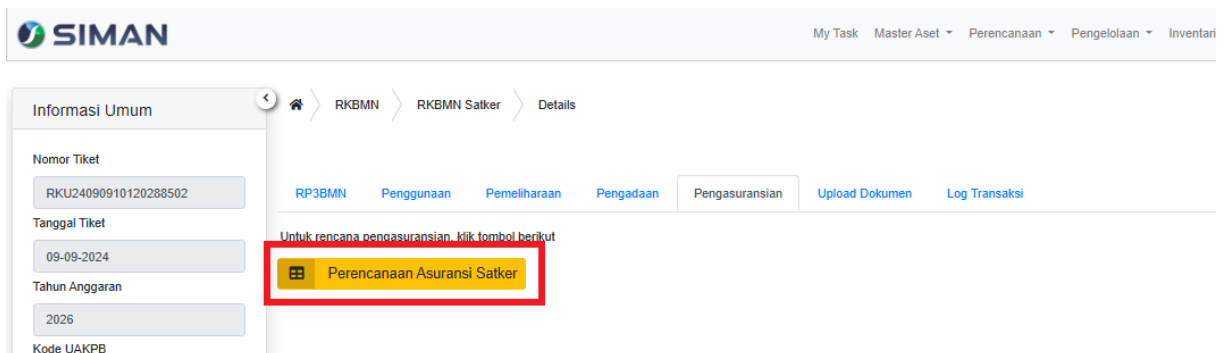 SIMAN
My Task Master Aset Perencanaan Pengelolaan Inventari
Informasi Umum
RKBMN RKBMN Satker Details
Nomor Tiket
RKU24090910120288502
RP3BMN Penggunaan Pemeliharaan Pengadaan Pengasuransian Upload Dokumen Log Transaksi
Tanggal Tiket
09-09-2024
Untuk rencana pengasuransian, klik tombol berikut
Perencanaan Asuransi Satker
Tahun Anggaran
2026
Kode UAKPB